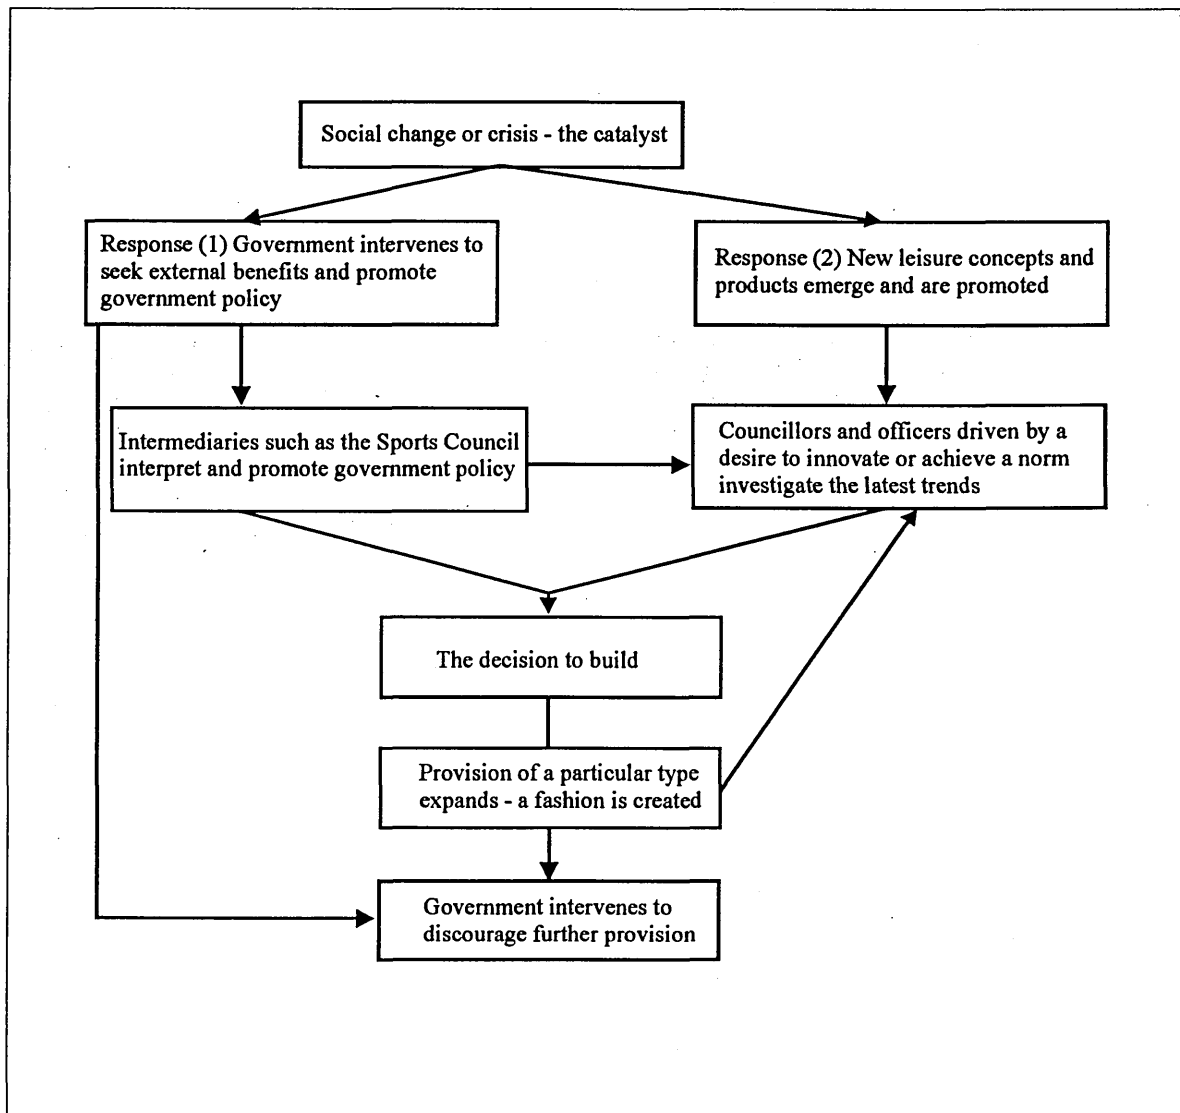 Social change or crisis - the catalyst
Response (1) Government intervenes to
seek external benefits and promote
government policy
Response (2) New leisure concepts and
products emerge and are promoted
Intermediaries such as the Sports Council
interpret and promote government policy
Councillors and officers driven by a
desire to innovate or achieve a norm
investigate the latest trends
The decision to build
Provision of a particular type
expands - a fashion is created
Government intervenes to
discourage further provision